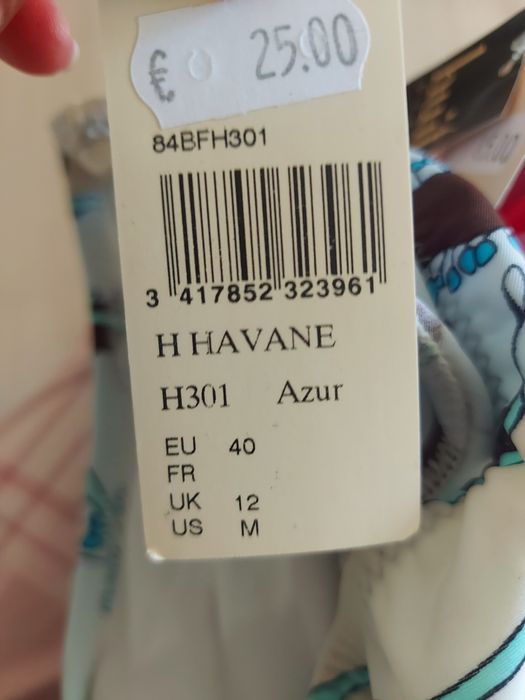 € 25.00
84BFH301
3 417852 323961
H HAVANE
H301 Azur
EU 40
FR
UK 12
US M